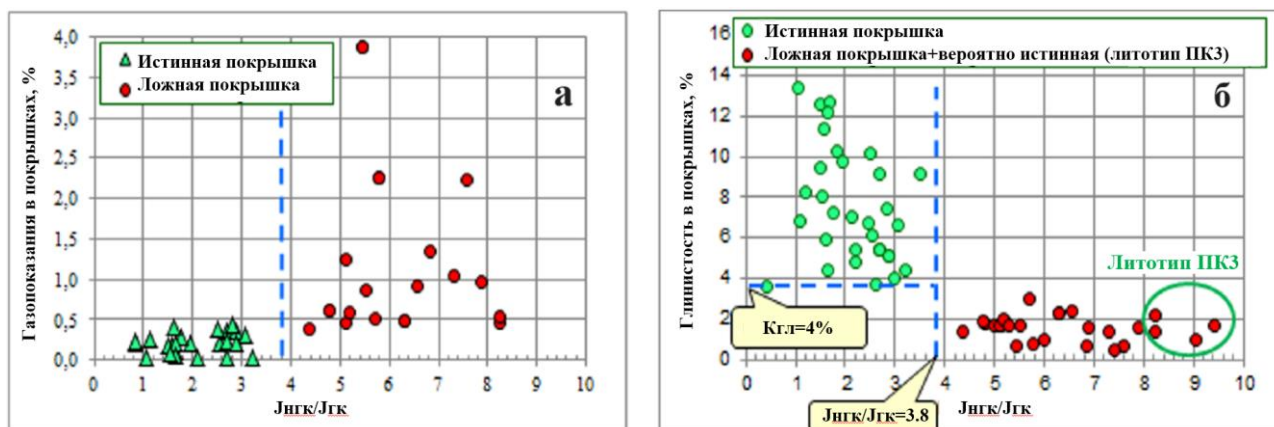 Газопоказания в покрышках, %
4,0
3,5
3,0
2,5
2,0
1,5
1,0
0,5
0,0
Истинная покрышка
Ложная покрышка
а
0 1 2 3 4 5 6 7 8 9 10
Jнгк/Jгк
Глинистость в покрышках, %
16
14
12
10
8
6
4
2
0
Истинная покрышка
Ложная покрышка+вероятно истинная (литотип ПК3)
б
Литотип ПК3
Кгл=4%
0 1 2 3 4 5 6 7 8 9 10
Jнгк/Jгк=3.8
Jнгк/Jгк